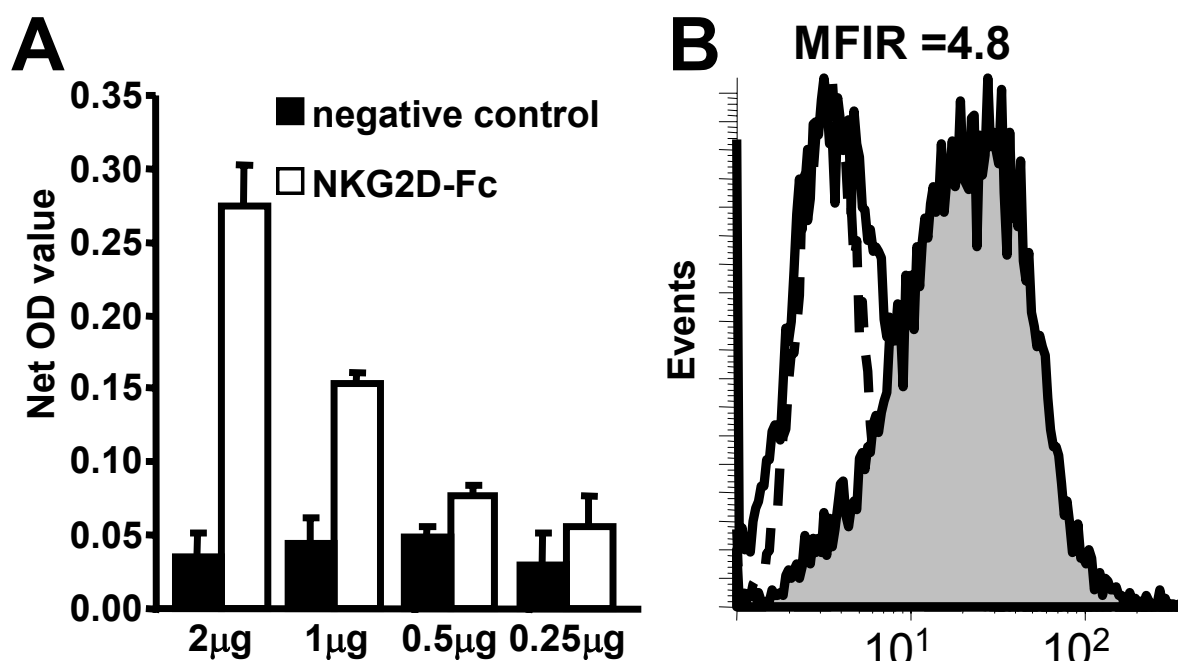 A
0.35
0.30
0.25
0.20
0.15
0.10
0.05
0.00
Net OD value
negative control
NKG2D-Fc
2µg
1µg
0.5µg
0.25µg
B
MFIR =4.8
Events
10¹
10²